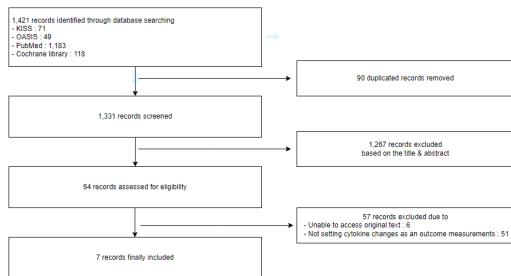 1,421 records identified through database searching
- KISS : 71
- OASIS : 49
- PubMed : 1,183
- Cochrane library : 118
90 duplicated records removed
1,331 records screened
1,267 records excluded
based on the title & abstract
64 records assessed for eligibility
57 records excluded due to
- Unable to access original text : 6
- Not setting cytokine changes as an outcome measurements : 51
7 records finally included